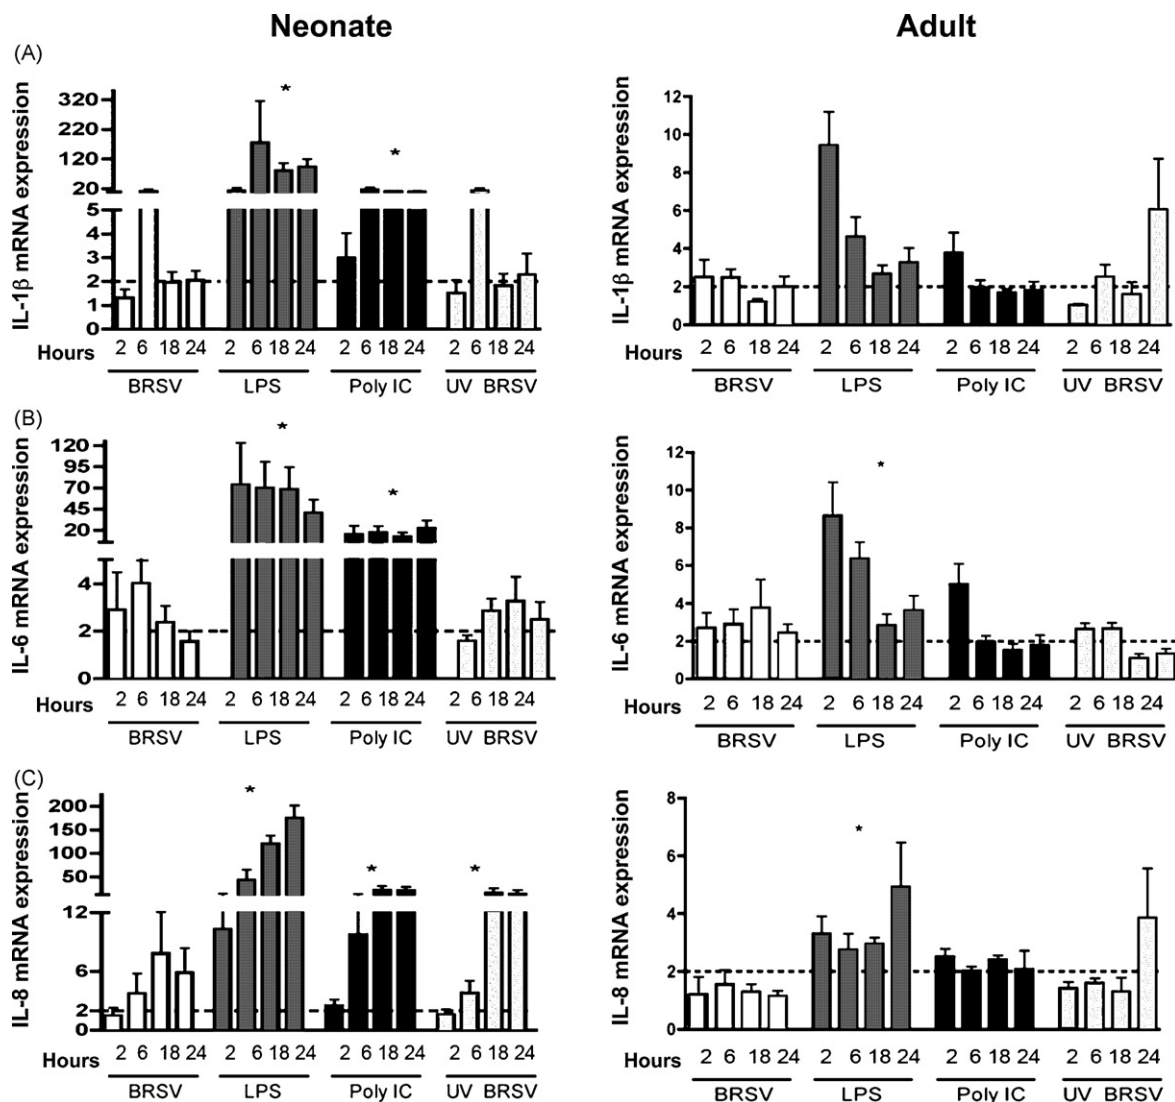 Neonate
Adult
(A)
IL-1β mRNA expression
320
220
120
20
5
4
3
2
1
0
*
*
Hours 2 6 18 24 2 6 18 24 2 6 18 24 2 6 18 24
BRSV LPS Poly IC UV BRSV
IL-1β mRNA expression
12
10
8
6
4
2
0
2 6 18 24 2 6 18 24 2 6 18 24 2 6 18 24
BRSV LPS Poly IC UV BRSV
(B)
IL-6 mRNA expression
120
95
70
45
20
4
2
0
*
*
Hours 2 6 18 24 2 6 18 24 2 6 18 24 2 6 18 24
BRSV LPS Poly IC UV BRSV
IL-6 mRNA expression
12
10
8
6
4
2
0
*
2 6 18 24 2 6 18 24 2 6 18 24 2 6 18 24
BRSV LPS Poly IC UV BRSV
(C)
IL-8 mRNA expression
200
150
100
50
12
6
2
0
*
*
*
Hours 2 6 18 24 2 6 18 24 2 6 18 24 2 6 18 24
BRSV LPS Poly IC UV BRSV
IL-8 mRNA expression
8
6
4
2
0
*
Hours 2 6 18 24 2 6 18 24 2 6 18 24 2 6 18 24
BRSV LPS Poly IC UV BRSV